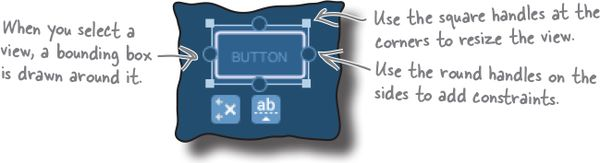 When you select a
view, a bounding box
is drawn around it.
BUTTON
ab
Use the square handles at the
corners to resize the view.
Use the round handles on the
sides to add constraints.